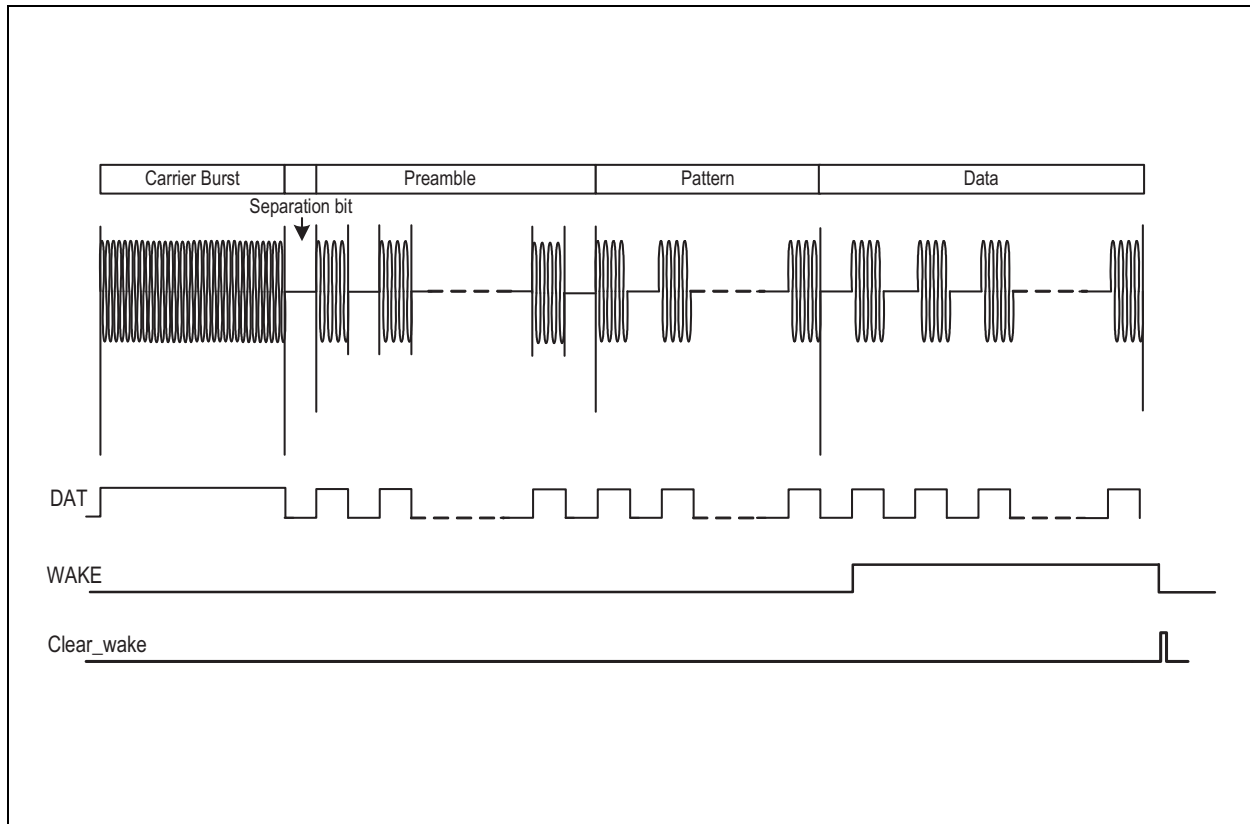 Carrier Burst Preamble Pattern Data
Separation bit
DAT
WAKE
Clear_wake